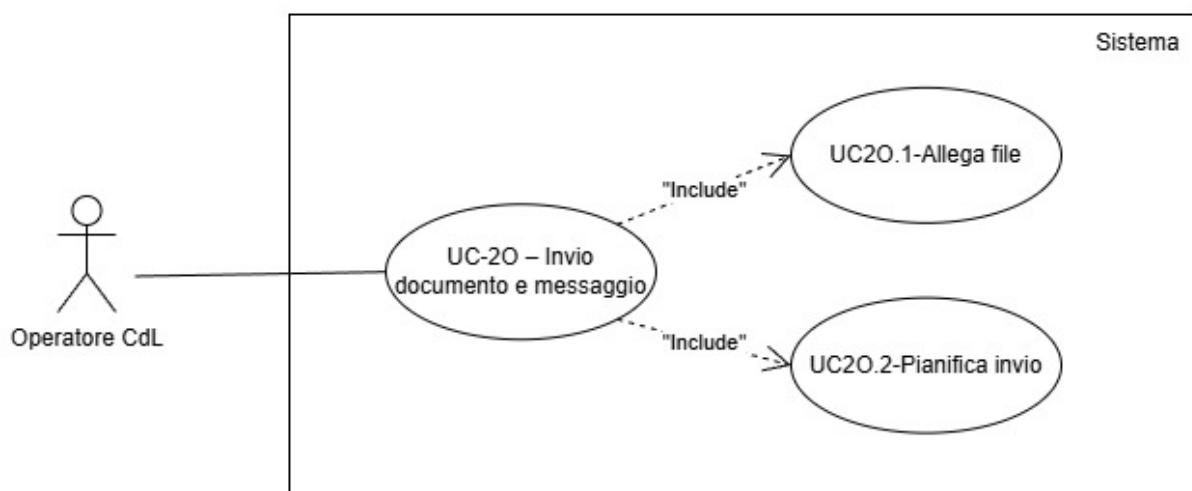 Sistema
UC2O.1-Allega file
"Include"
UC-2O – Invio
documento e messaggio
Operatore CdL
"Include"
UC2O.2-Pianifica invio